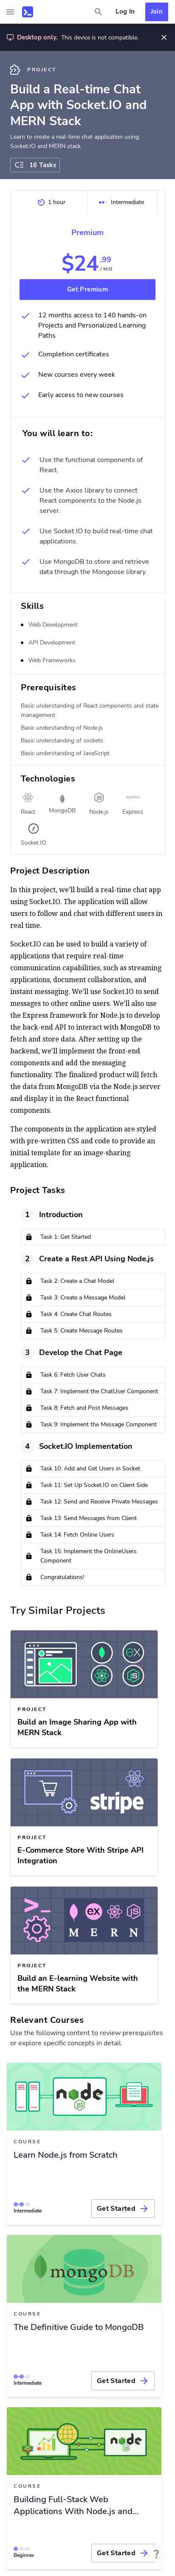 Log In
Join
Desktop only. This device is not compatible.
PROJECT
Build a Real-time Chat
App with Socket.IO and
MERN Stack
Learn to create a real-time chat application using
Socket.IO and MERN stack
16 Tasks
1 hour
Intermediate
Premium
$24.99
/ MO
Get Premium
12 months access to 140 hands-on
Projects and Personalized Learning
Paths
Completion certificates
New courses every week
Early access to new courses
You will learn to:
Use the functional components of
React.
Use the Axios library to connect
React components to the Node.js
server.
Use Socket.IO to build real-time chat
applications.
Use MongoDB to store and retrieve
data through the Mongoose library.
Skills
Web Development
API Development
Web Frameworks
Prerequisites
Basic understanding of React components and state
management
Basic understanding of Node.js
Basic understanding of sockets
Basic understanding of JavaScript
Technologies
React
MongoDB
Node.js
Express
Socket.IO
Project Description
In this project, we'll build a real-time chat app
using Socket.IO. The application will allow
users to follow and chat with different users in
real time.
Socket.IO can be used to build a variety of
applications that require real-time
communication capabilities, such as streaming
applications, document collaboration, and
instant messaging. We'll use Socket.IO to send
messages to other online users. We'll also use
the Express framework for Node.js to develop
the back-end API to interact with MongoDB to
fetch and store data. After setting up the
backend, we'll implement the front-end
components and add the messaging
functionality. The finalized product will fetch
the data from MongoDB via the Node.js server
and display it in the React functional
components.
The components in the application are styled
with pre-written CSS and code to provide an
initial template for an image-sharing
application.
Project Tasks
1 Introduction
Task 1: Get Started
2 Create a Rest API Using Node.js
Task 2: Create a Chat Model
Task 3: Create a Message Model
Task 4: Create Chat Routes
Task 5: Create Message Routes
3 Develop the Chat Page
Task 6: Fetch User Chats
Task 7: Implement the ChatUser Component
Task 8: Fetch and Post Messages
Task 9: Implement the Message Component
4 Socket.IO Implementation
Task 10: Add and Get Users in Socket
Task 11: Set Up Socket.IO on Client Side
Task 12: Send and Receive Private Messages
Task 13: Send Messages from Client
Task 14: Fetch Online Users
Task 15: Implement the OnlineUsers
Component
Congratulations!
Try Similar Projects
PROJECT
Build an Image Sharing App with
MERN Stack
stripe
PROJECT
E-Commerce Store With Stripe API
Integration
M E R N
PROJECT
Build an E-learning Website with
the MERN Stack
Relevant Courses
Use the following content to review prerequisites
or explore specific concepts in detail.
node
COURSE
Learn Node.js from Scratch
Intermediate
Get Started
mongoDB
COURSE
The Definitive Guide to MongoDB
Intermediate
Get Started
node
COURSE
Building Full-Stack Web
Applications With Node.js and...
Beginner
Get Started
?